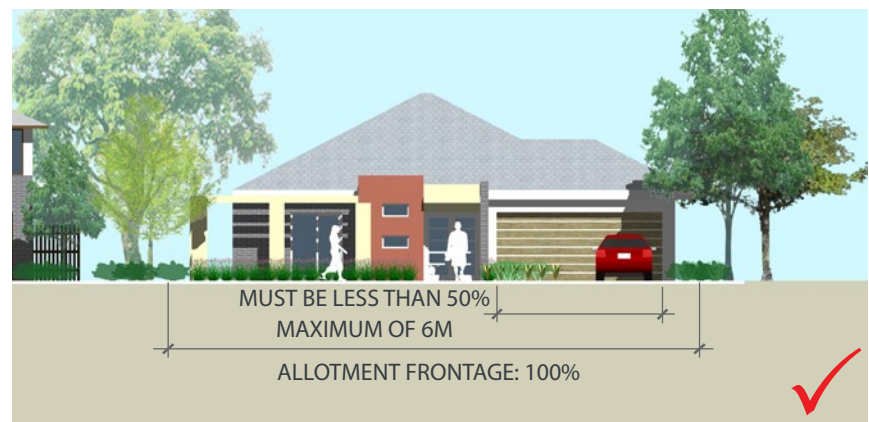 MUST BE LESS THAN 50%
MAXIMUM OF 6M
ALLOTMENT FRONTAGE: 100%